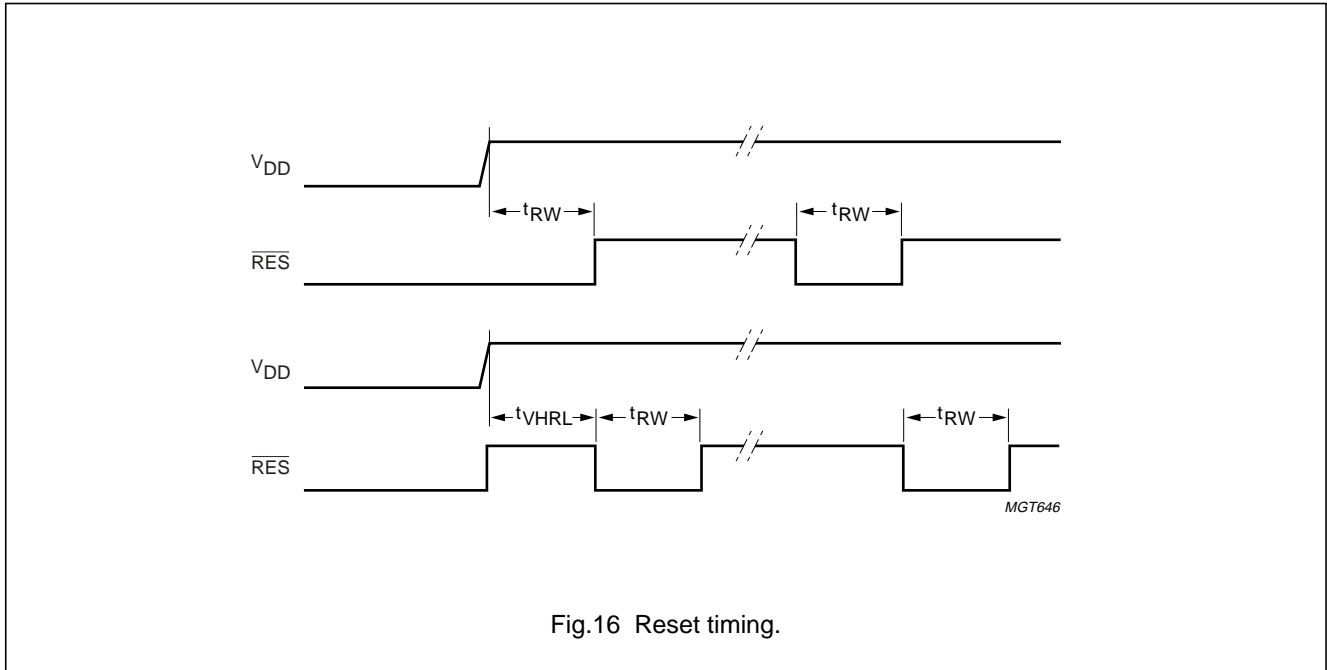 VDD
tRW tRW
RES
VDD
tVHRL tRW tRW
RES
MGT646
Fig.16 Reset timing.